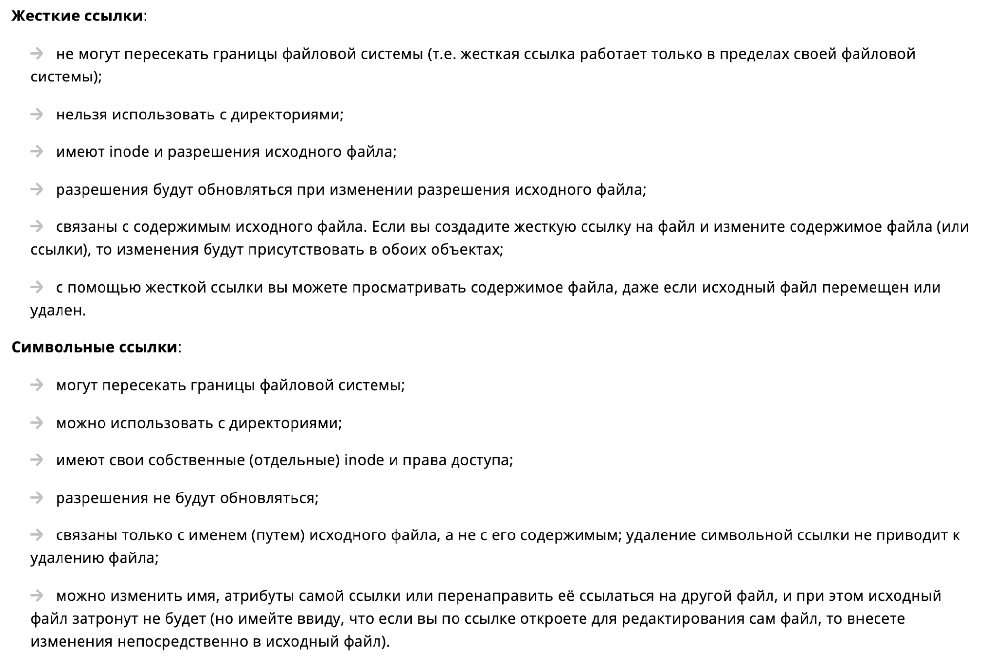 Жесткие ссылки:
→ не могут пересекать границы файловой системы (т.е. жесткая ссылка работает только в пределах своей файловой
системы);
→ нельзя использовать с директориями;
→ имеют inode и разрешения исходного файла;
→ разрешения будут обновляться при изменении разрешения исходного файла;
→ связаны с содержимым исходного файла. Если вы создадите жесткую ссылку на файл и измените содержимое файла (или
ссылки), то изменения будут присутствовать в обоих объектах;
→ с помощью жесткой ссылки вы можете просматривать содержимое файла, даже если исходный файл перемещен или
удален.
Символьные ссылки:
→ могут пересекать границы файловой системы;
→ можно использовать с директориями;
→ имеют свои собственные (отдельные) inode и права доступа;
→ разрешения не будут обновляться;
→ связаны только с именем (путем) исходного файла, а не с его содержимым; удаление символьной ссылки не приводит к
удалению файла;
→ можно изменить имя, атрибуты самой ссылки или перенаправить её ссылаться на другой файл, и при этом исходный
файл затронут не будет (но имейте ввиду, что если вы по ссылке откроете для редактирования сам файл, то внесете
изменения непосредственно в исходный файл).